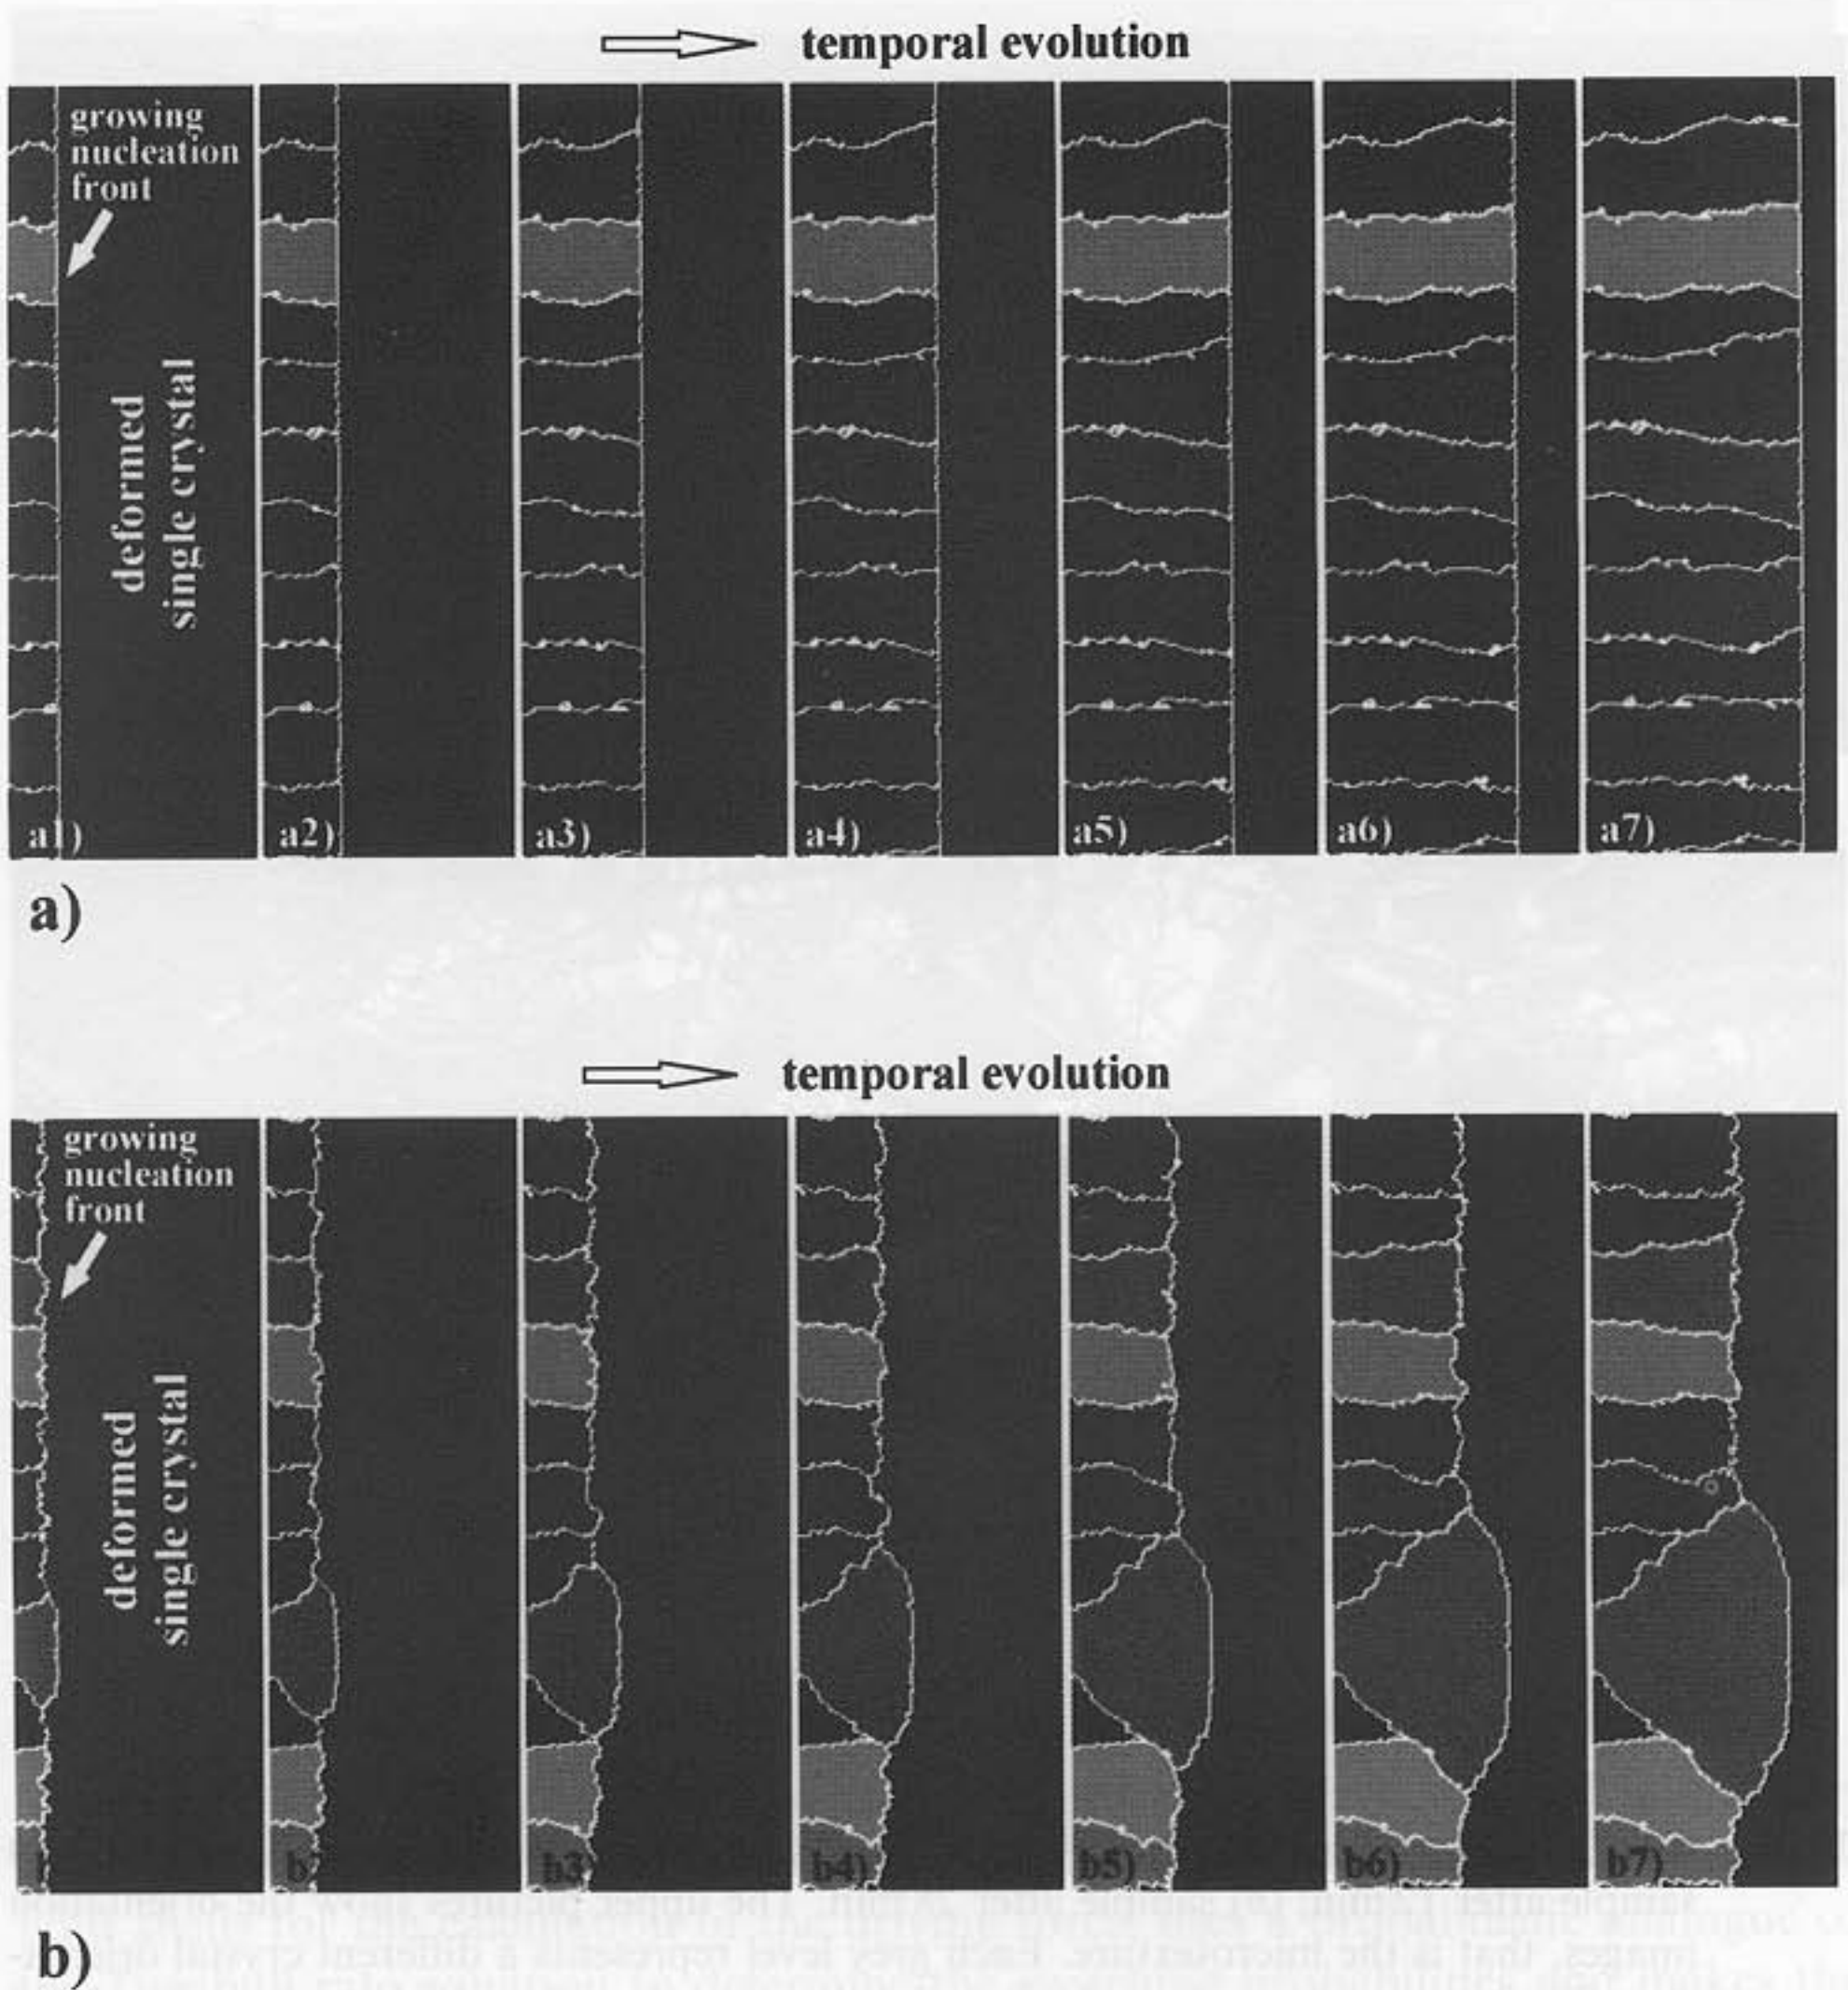 temporal evolution
growing
nucleation
front
deformed
single crystal
a1)
a2)
a3)
a4)
a5)
a6)
a7)
a)
temporal evolution
growing
nucleation
front
deformed
single crystal
b3)
b4)
b5)
b6)
b7)
b)